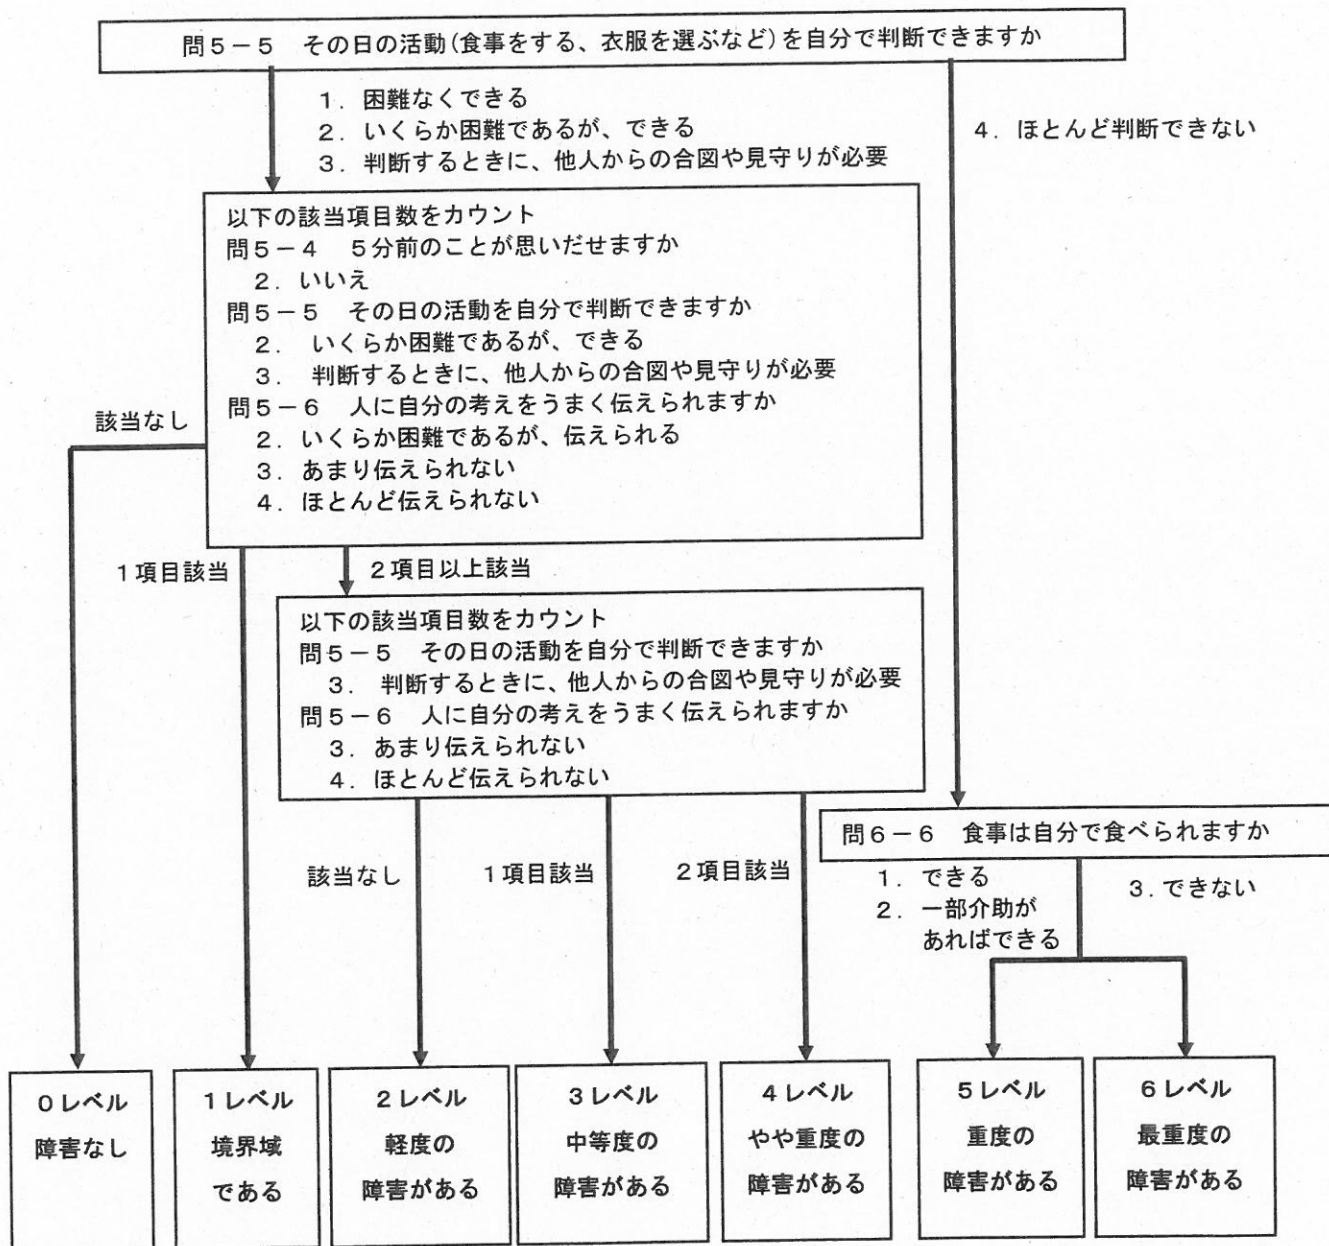 問５－５　その日の活動(食事をする、衣服を選ぶなど)を自分で判断できますか
１．困難なくできる
２．いくらか困難であるが、できる
３．判断するときに、他人からの合図や見守りが必要
４．ほとんど判断できない
以下の該当項目数をカウント
問５－４　５分前のことが思いだせますか
２．いいえ
問５－５　その日の活動を自分で判断できますか
２．　いくらか困難であるが、できる
３．　判断するときに、他人からの合図や見守りが必要
問５－６　人に自分の考えをうまく伝えられますか
２．いくらか困難であるが、伝えられる
３．あまり伝えられない
４．ほとんど伝えられない
該当なし
１項目該当
２項目以上該当
以下の該当項目数をカウント
問５－５　その日の活動を自分で判断できますか
３．　判断するときに、他人からの合図や見守りが必要
問５－６　人に自分の考えをうまく伝えられますか
３．あまり伝えられない
４．ほとんど伝えられない
該当なし
１項目該当
２項目該当
問６－６　食事は自分で食べられますか
１．できる
２．一部介助が
あればできる
３．できない
０レベル
障害なし
１レベル
境界域
である
２レベル
軽度の
障害がある
３レベル
中等度の
障害がある
４レベル
やや重度の
障害がある
５レベル
重度の
障害がある
６レベル
最重度の
障害がある